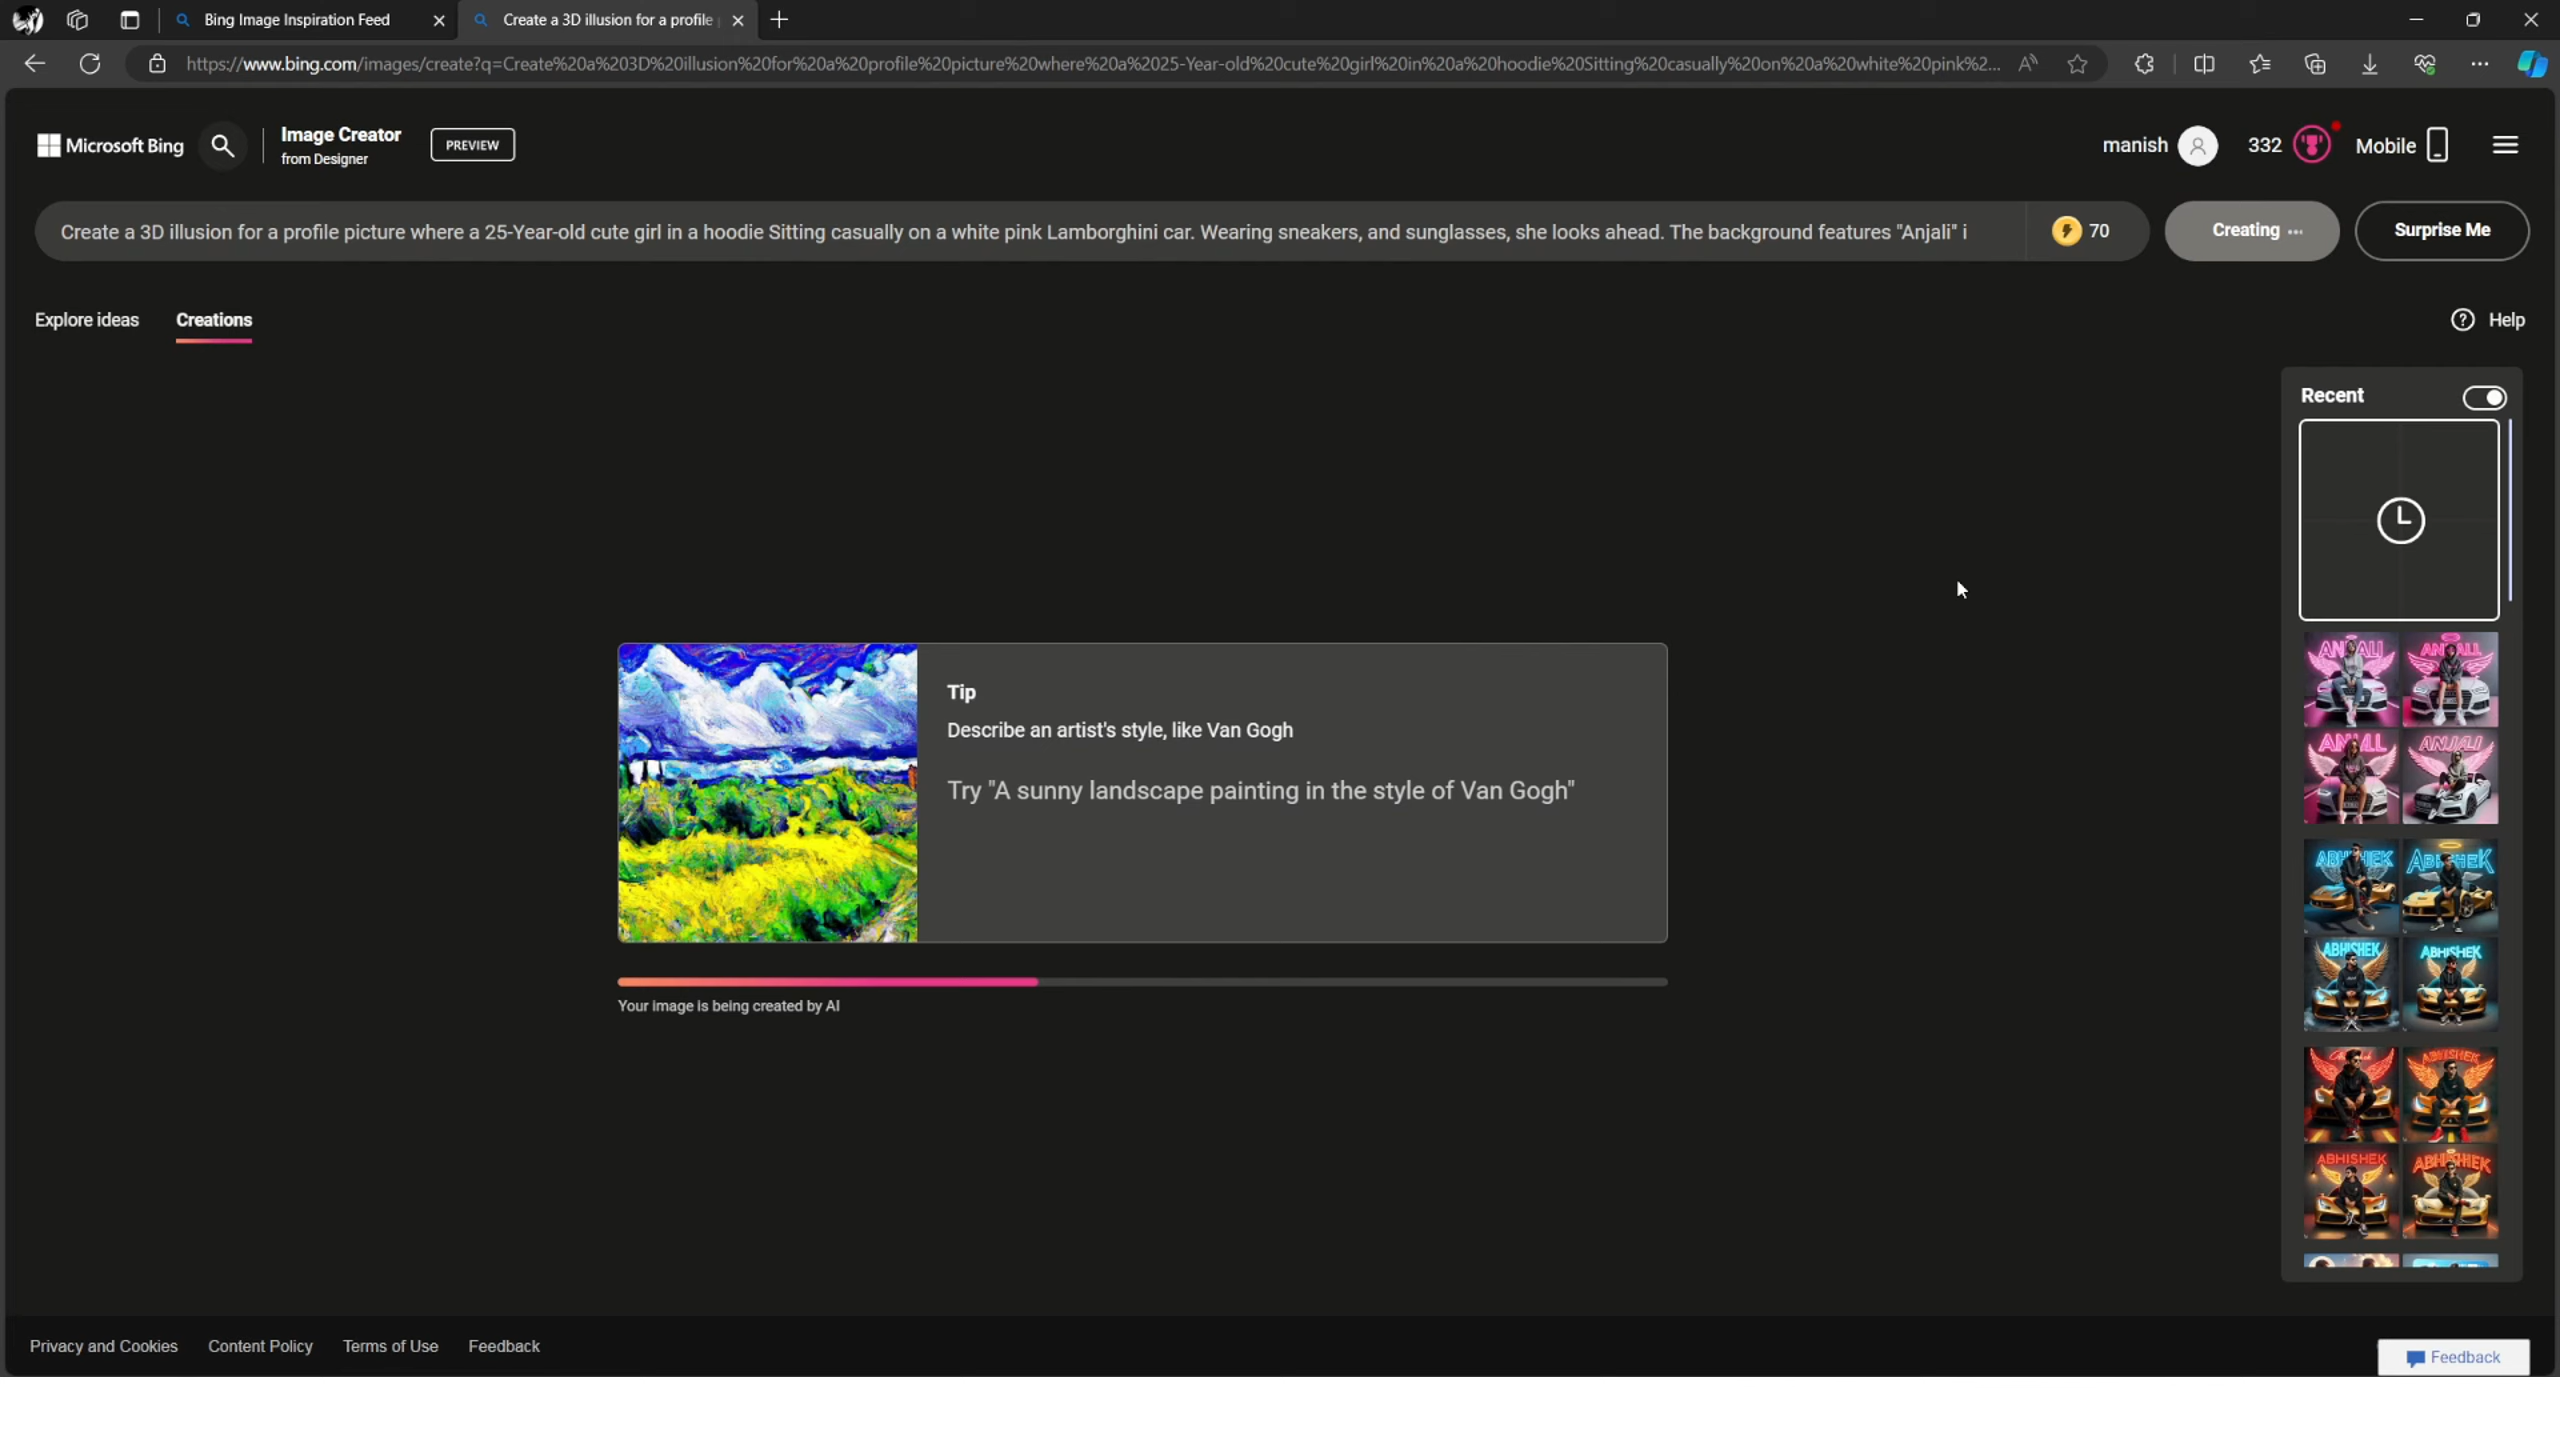 Bing Image Inspiration Feed
Create a 3D illusion for a profile
https://www.bing.com/images/create?q=Create%20a%203D%20illusion%20for%20a%20profile%20picture%20where%20a%2025-Year-old%20cute%20girl%20in%20a%20hoodie%20Sitting%20casually%20on%20a%20white%20pink%2...
Microsoft Bing
Image Creator
from Designer
PREVIEW
manish
332
Mobile
Create a 3D illusion for a profile picture where a 25-Year-old cute girl in a hoodie Sitting casually on a white pink Lamborghini car. Wearing sneakers, and sunglasses, she looks ahead. The background features "Anjali" i
70
Creating ...
Surprise Me
Explore ideas
Creations
Help
Recent
Tip
Describe an artist's style, like Van Gogh
Try "A sunny landscape painting in the style of Van Gogh"
Your image is being created by AI
ANJALI
ABHISHEK
ABHISHEK
ABHISHEK
ABHISHEK
Privacy and Cookies
Content Policy
Terms of Use
Feedback
Feedback